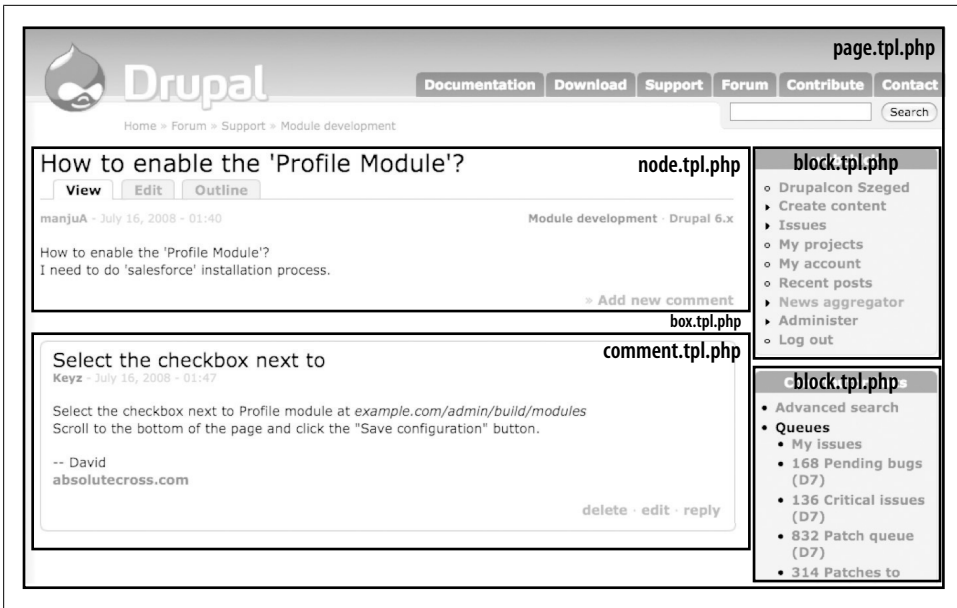 page.tpl.php
Drupal
Documentation Download Support Forum Contribute Contact
Search
Home » Forum » Support » Module development
How to enable the 'Profile Module'?
node.tpl.php
View Edit Outline
manjuA - July 16, 2008 - 01:40
Module development · Drupal 6.x
How to enable the 'Profile Module'?
I need to do 'salesforce' installation process.
» Add new comment
box.tpl.php
comment.tpl.php
Select the checkbox next to
Keyz - July 16, 2008 - 01:47
Select the checkbox next to Profile module at example.com/admin/build/modules
Scroll to the bottom of the page and click the "Save configuration" button.
-- David
absolutecross.com
delete · edit · reply
block.tpl.php
Drupalcon Szeged
Create content
Issues
My projects
My account
Recent posts
News aggregator
Administer
Log out
block.tpl.php
Advanced search
Queues
My issues
168 Pending bugs
(D7)
136 Critical issues
(D7)
832 Patch queue
(D7)
314 Patches to